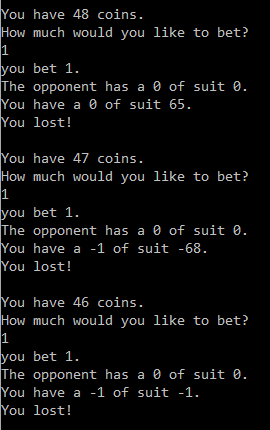 You have 48 coins.
How much would you like to bet?
1
you bet 1.
The opponent has a 0 of suit 0.
You have a 0 of suit 65.
You lost!
You have 47 coins.
How much would you like to bet?
1
you bet 1.
The opponent has a 0 of suit 0.
You have a -1 of suit -68.
You lost!
You have 46 coins.
How much would you like to bet?
1
you bet 1.
The opponent has a 0 of suit 0.
You have a -1 of suit -1.
You lost!